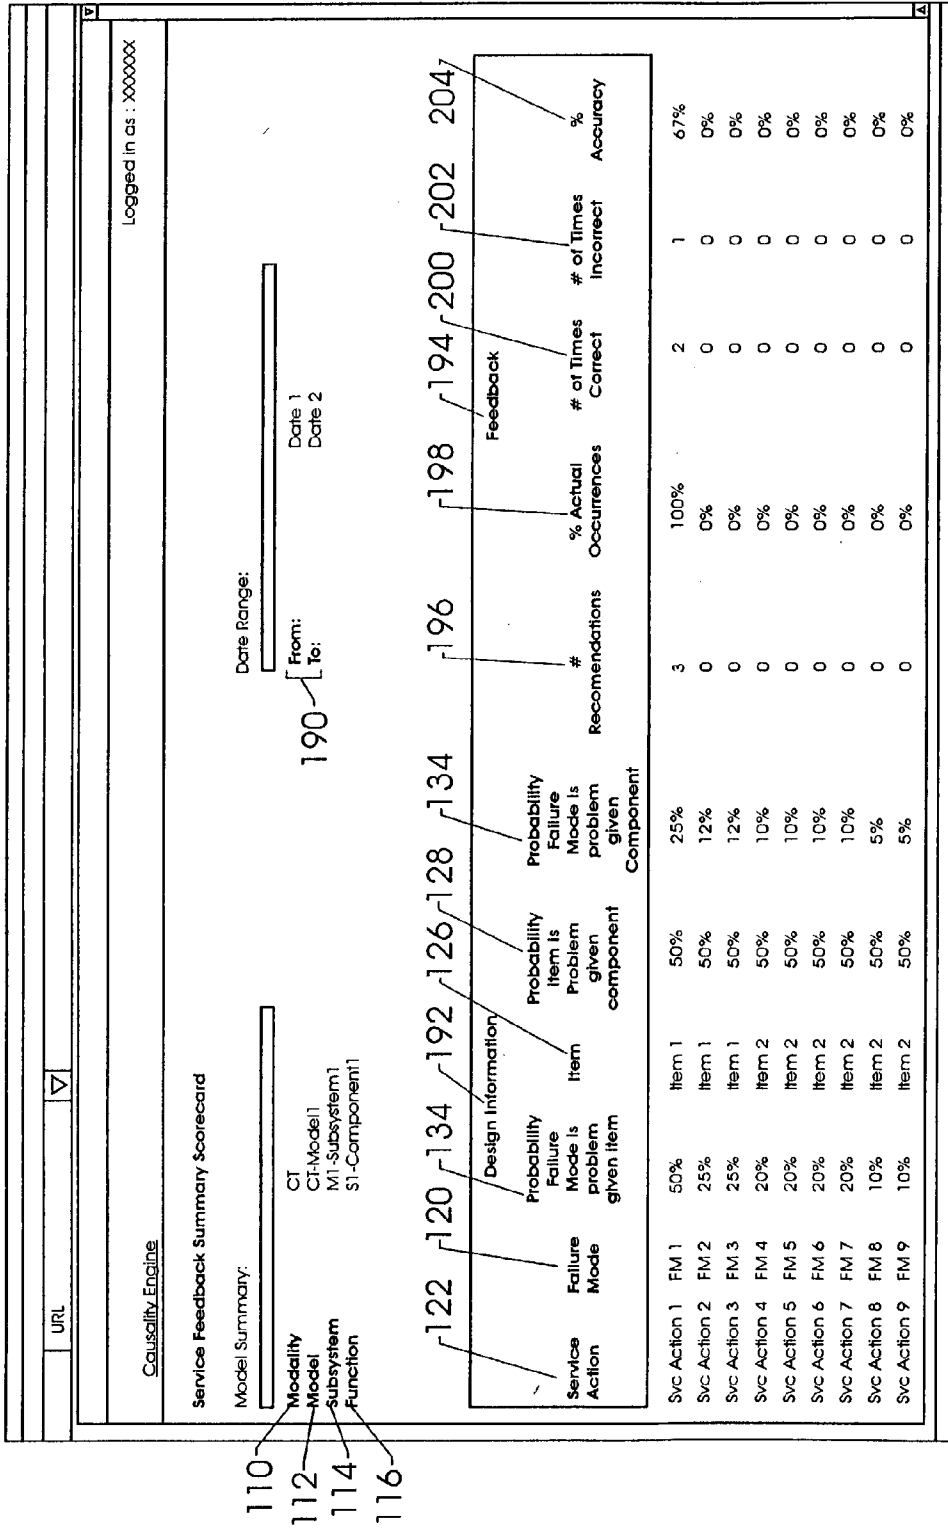 URL
Causality Engine
Logged in as : XXXXXX
Service Feedback Summary Scorecard
Model Summary:
Date Range:
110
Modality CT
From: Date 1
112
Model CT-Model1
To: Date 2
190
114
Subsystem M1-Subsystem1
116
Function S1-Component1
122 120 134 192 126 128 134 196 198 194 200 202 204
Design Information
Feedback
Service Action
Failure Mode
Probability Failure Mode is problem given item
Item
Probability Item is Problem given component
Probability Failure Mode is problem given Component
# Recomendations
% Actual Occurrences
# of Times Correct
# of Times Incorrect
% Accuracy
Svc Action 1 FM 1 50% Item 1 50% 25% 3 100% 2 1 67%
Svc Action 2 FM 2 25% Item 1 50% 12% 0 0% 0 0 0%
Svc Action 3 FM 3 25% Item 1 50% 12% 0 0% 0 0 0%
Svc Action 4 FM 4 20% Item 2 50% 10% 0 0% 0 0 0%
Svc Action 5 FM 5 20% Item 2 50% 10% 0 0% 0 0 0%
Svc Action 6 FM 6 20% Item 2 50% 10% 0 0% 0 0 0%
Svc Action 7 FM 7 20% Item 2 50% 10% 0 0% 0 0 0%
Svc Action 8 FM 8 10% Item 2 50% 5% 0 0% 0 0 0%
Svc Action 9 FM 9 10% Item 2 50% 5% 0 0% 0 0 0%